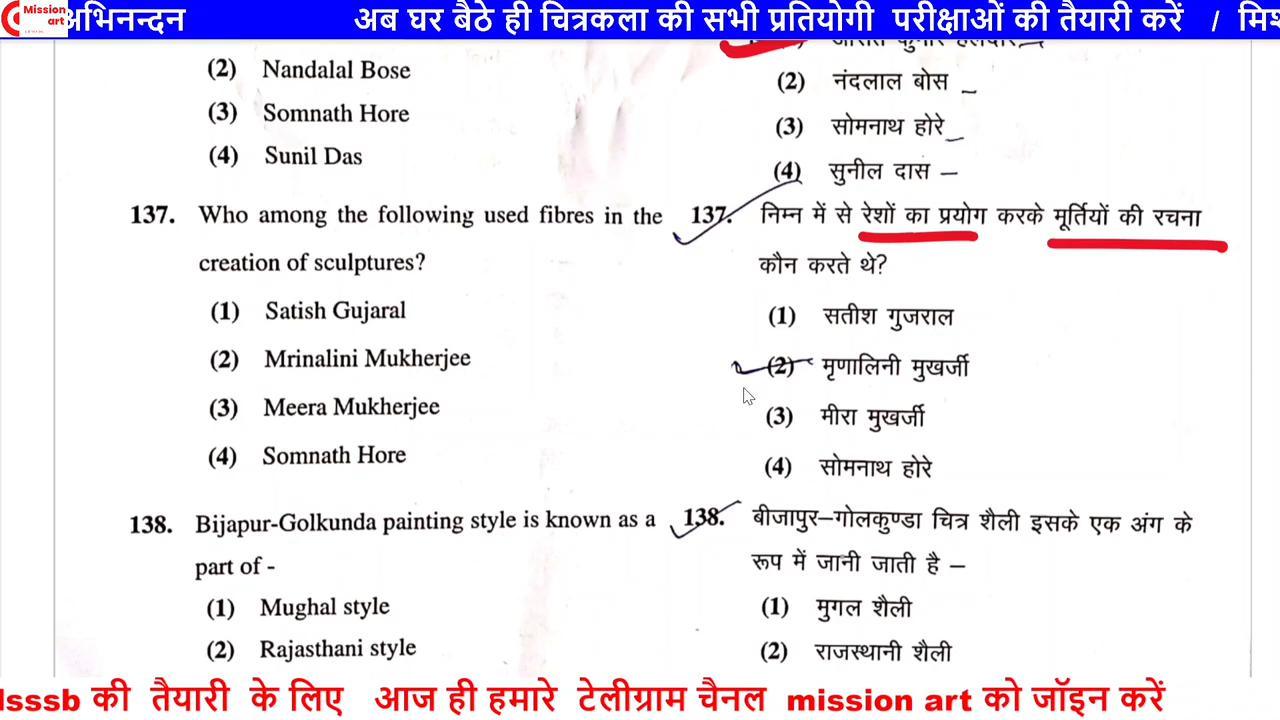 Mission
art
अभिनन्दन
अब घर बैठे ही चित्रकला की सभी प्रतियोगी परीक्षाओं की तैयारी करें / मिश
(2) Nandalal Bose
(3) Somnath Hore
(4) Sunil Das
(2) नंदलाल बोस
(3) सोमनाथ होरे
(4) सुनील दास
137. Who among the following used fibres in the
creation of sculptures?
(1) Satish Gujaral
(2) Mrinalini Mukherjee
(3) Meera Mukherjee
(4) Somnath Hore
137. निम्न में से रेशों का प्रयोग करके मूर्तियों की रचना
कौन करते थे?
(1) सतीश गुजराल
(2) मृणालिनी मुखर्जी
(3) मीरा मुखर्जी
(4) सोमनाथ होरे
138. Bijapur-Golkunda painting style is known as a
part of -
(1) Mughal style
(2) Rajasthani style
138. बीजापुर–गोलकुण्डा चित्र शैली इसके एक अंग के
रूप में जानी जाती है –
(1) मुगल शैली
(2) राजस्थानी शैली
lsssb की तैयारी के लिए आज ही हमारे टेलीग्राम चैनल mission art को जॉइन करें